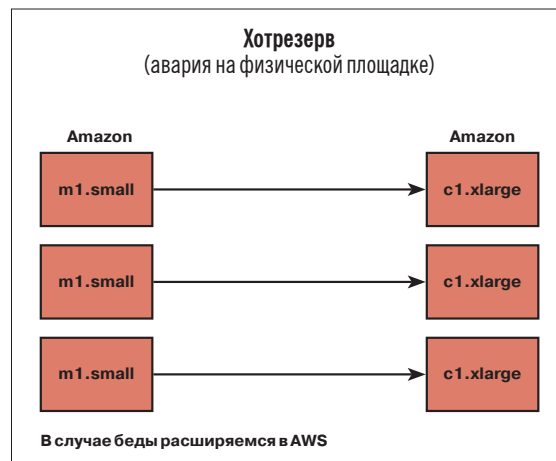 Хотрезерв
(авария на физической площадке)
Amazon Amazon
m1.small c1.xlarge
m1.small c1.xlarge
m1.small c1.xlarge
В случае беды расширяемся в AWS